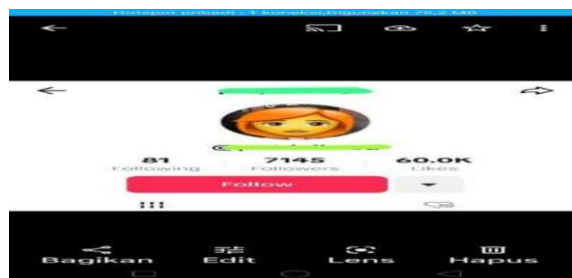 Hotspot pribadi : 1 koneksi,Digunakan 79,2 MB
81 7145 60.0K
Following Followers Likes
Follow
Bagikan Edit Lens Hapus